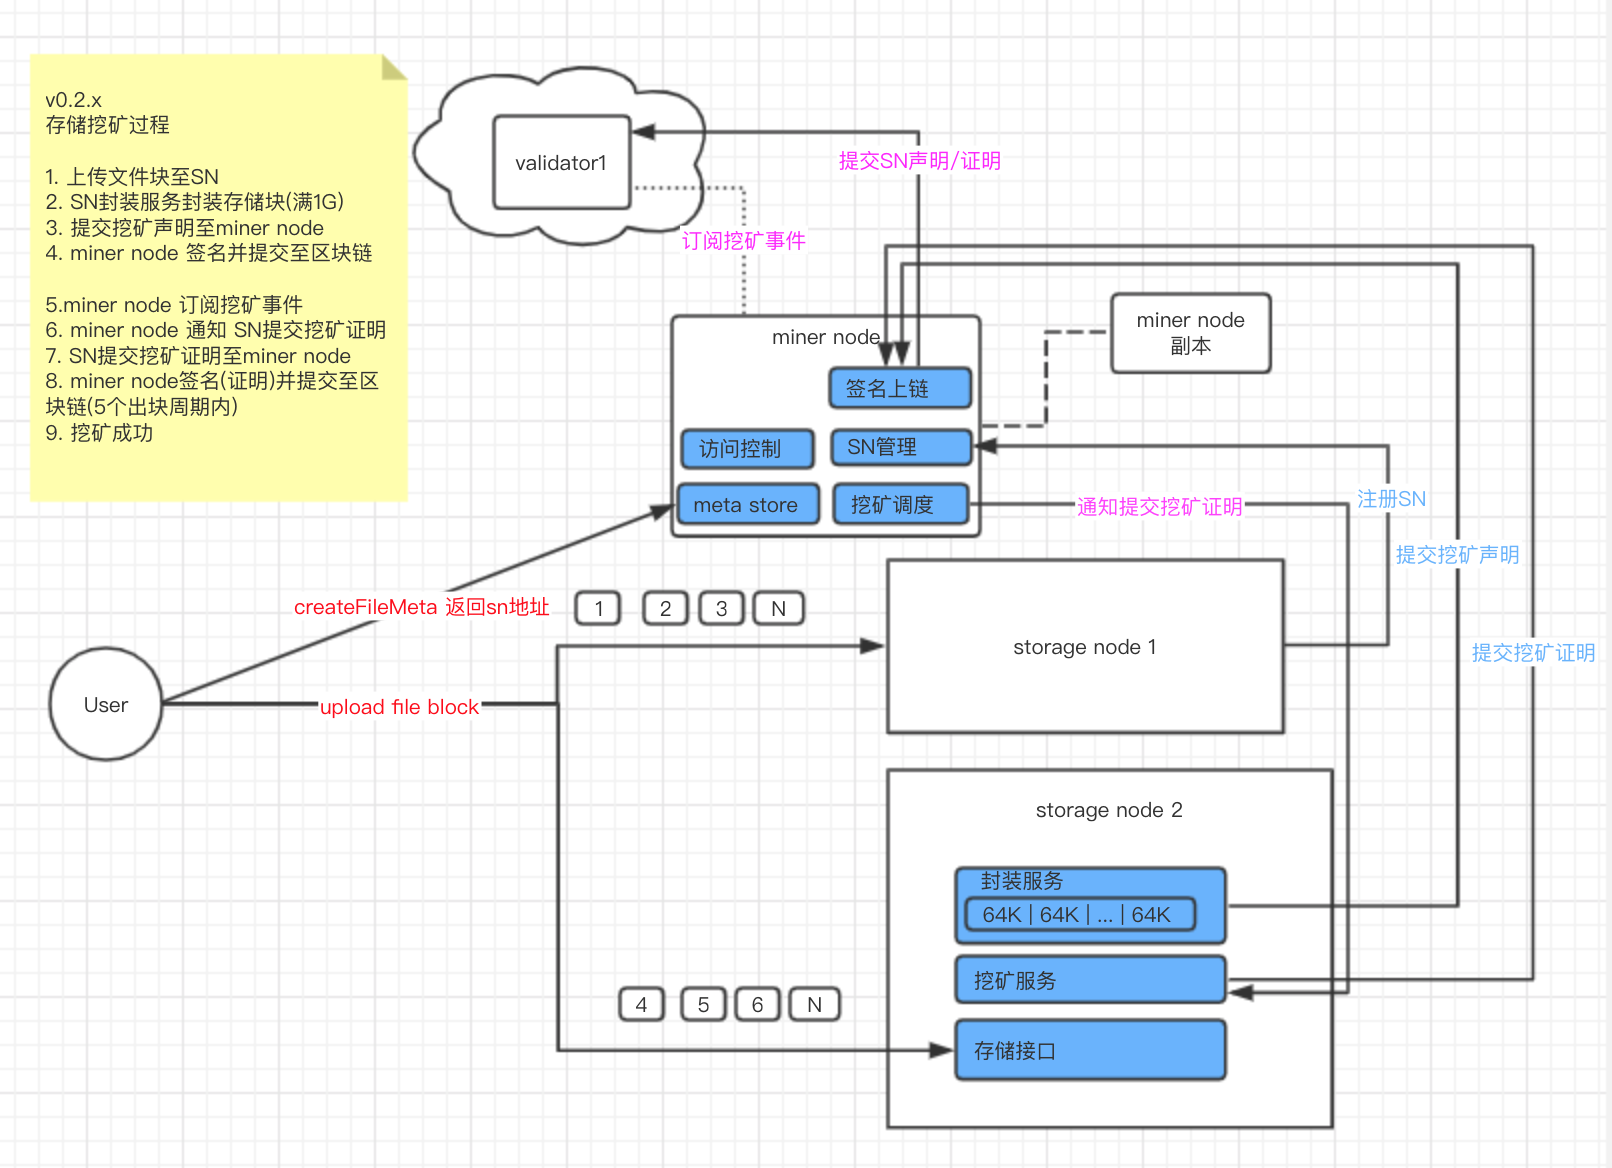 v0.2.x
存储挖矿过程
1. 上传文件块至SN
2. SN封装服务封装存储块(满1G)
3. 提交挖矿声明至miner node
4. miner node 签名并提交至区块链
5.miner node 订阅挖矿事件
6. miner node 通知 SN提交挖矿证明
7. SN提交挖矿证明至miner node
8. miner node签名(证明)并提交至区
块链(5个出块周期内)
9. 挖矿成功
validator1
提交SN声明/证明
订阅挖矿事件
miner node
签名上链
访问控制
SN管理
meta store
挖矿调度
miner node
副本
通知提交挖矿证明
注册SN
提交挖矿声明
提交挖矿证明
createFileMeta 返回sn地址
1
2
3
N
storage node 1
User
upload file block
storage node 2
封装服务
64K | 64K | ... | 64K
挖矿服务
4
5
6
N
存储接口